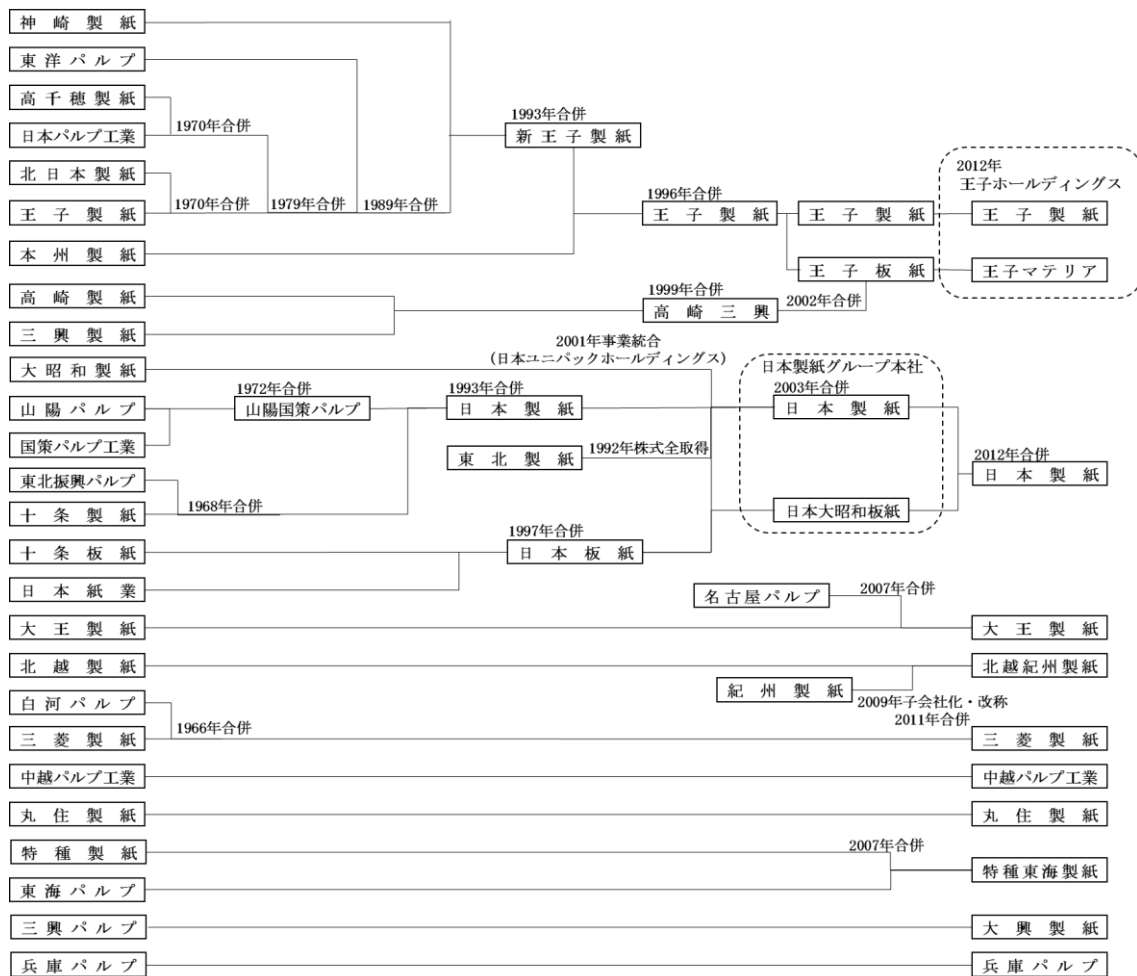 神崎製紙
東洋パルプ
高千穂製紙
1970年合併
日本パルプ工業
1993年合併
新王子製紙
北日本製紙
王子製紙
1970年合併
1979年合併
1989年合併
2012年
王子ホールディングス
1996年合併
王子製紙
王子製紙
王子製紙
本州製紙
王子板紙
王子マテリア
高崎製紙
1999年合併
2002年合併
高崎三興
三興製紙
2001年事業統合
(日本ユニパックホールディングス)
大昭和製紙
日本製紙グループ本社
1972年合併
1993年合併
2003年合併
山陽パルプ
山陽国策パルプ
日本製紙
日本製紙
国策パルプ工業
東北製紙
1992年株式全取得
2012年合併
日本製紙
東北振興パルプ
1968年合併
十条製紙
日本大昭和板紙
1997年合併
十条板紙
日本板紙
日本紙業
名古屋パルプ
2007年合併
大王製紙
大王製紙
北越製紙
北越紀州製紙
紀州製紙
2009年子会社化・改称
2011年合併
白河パルプ
1966年合併
三菱製紙
三菱製紙
中越パルプ工業
中越パルプ工業
丸住製紙
丸住製紙
特種製紙
2007年合併
特種東海製紙
東海パルプ
三興パルプ
大興製紙
兵庫パルプ
兵庫パルプ